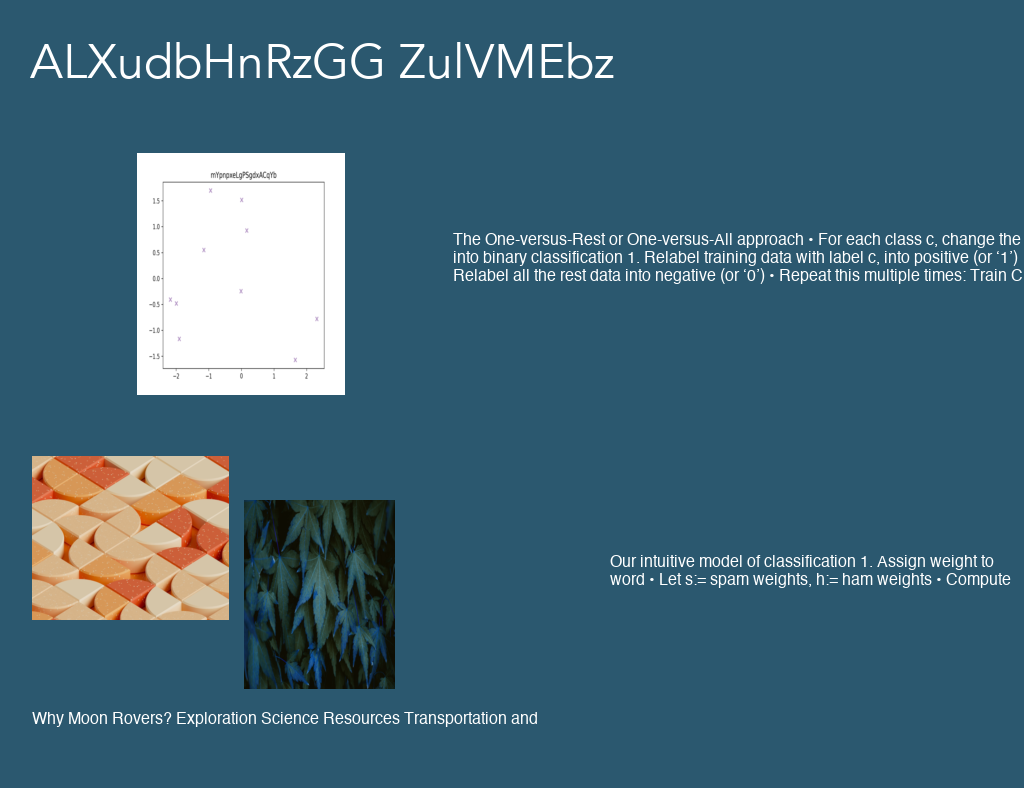 ALXudbHnRzGG ZulVMEbz
mYpnpxeLgPSgdxACqYb
1.5
1.0
0.5
0.0
−0.5
−1.0
−1.5
−2 −1 0 1 2
The One-versus-Rest or One-versus-All approach • For each class c, change the
into binary classification 1. Relabel training data with label c, into positive (or ‘1’)
Relabel all the rest data into negative (or ‘0’) • Repeat this multiple times: Train C
Our intuitive model of classification 1. Assign weight to
word • Let s:= spam weights, h:= ham weights • Compute
Why Moon Rovers? Exploration Science Resources Transportation and